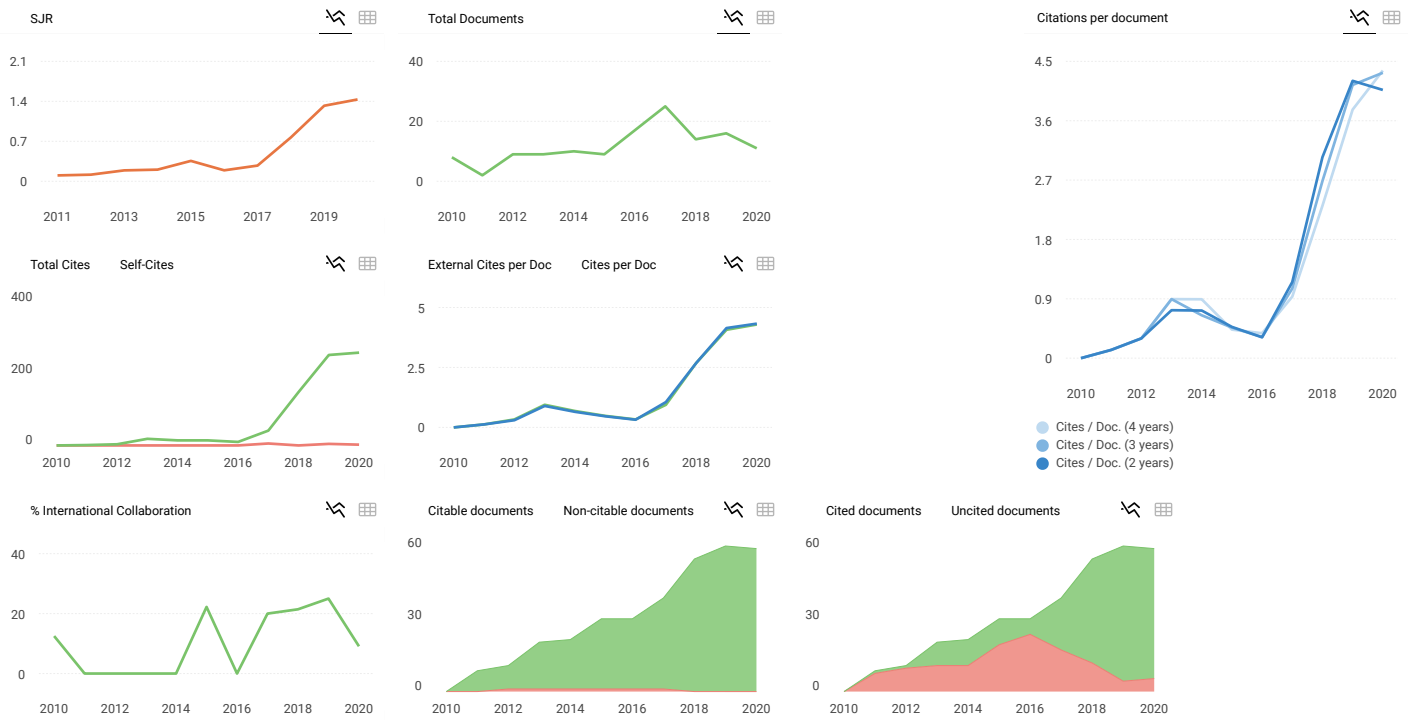 SJR
2.1
1.4
0.7
0
2011 2013 2015 2017 2019
Total Documents
40
20
0
2010 2012 2014 2016 2018 2020
Citations per document
4.5
3.6
2.7
1.8
0.9
0
2010 2012 2014 2016 2018 2020
Cites / Doc. (4 years)
Cites / Doc. (3 years)
Cites / Doc. (2 years)
Total Cites Self-Cites
400
200
0
2010 2012 2014 2016 2018 2020
External Cites per Doc Cites per Doc
5
2.5
0
2010 2012 2014 2016 2018 2020
% International Collaboration
40
20
0
2010 2012 2014 2016 2018 2020
Citable documents Non-citable documents
60
30
0
2010 2012 2014 2016 2018 2020
Cited documents Uncited documents
60
30
0
2010 2012 2014 2016 2018 2020